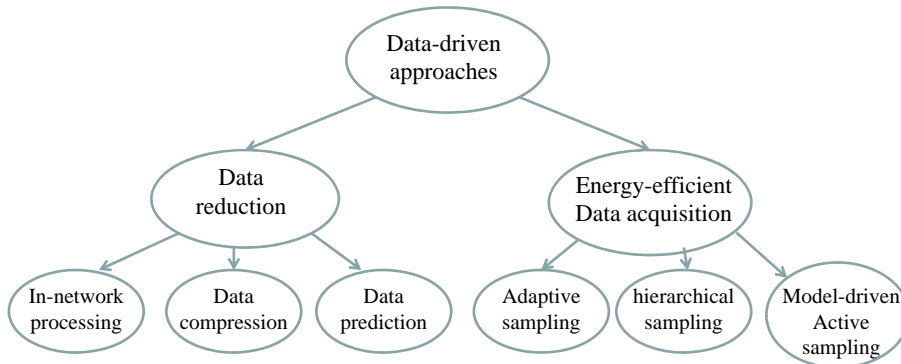 Data-driven
approaches
Data
reduction
Energy-efficient
Data acquisition
In-network
processing
Data
compression
Data
prediction
Adaptive
sampling
hierarchical
sampling
Model-driven
Active
sampling